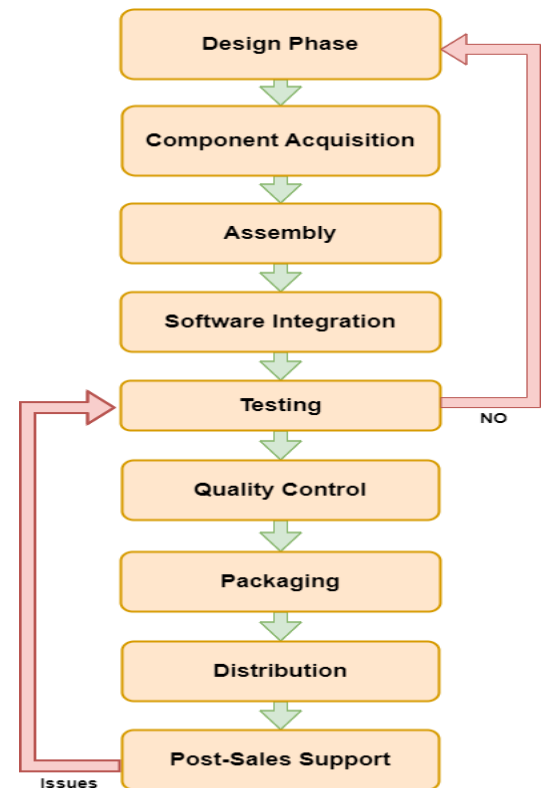 Design Phase
Component Acquisition
Assembly
Software Integration
Testing
NO
Quality Control
Packaging
Distribution
Post-Sales Support
Issues